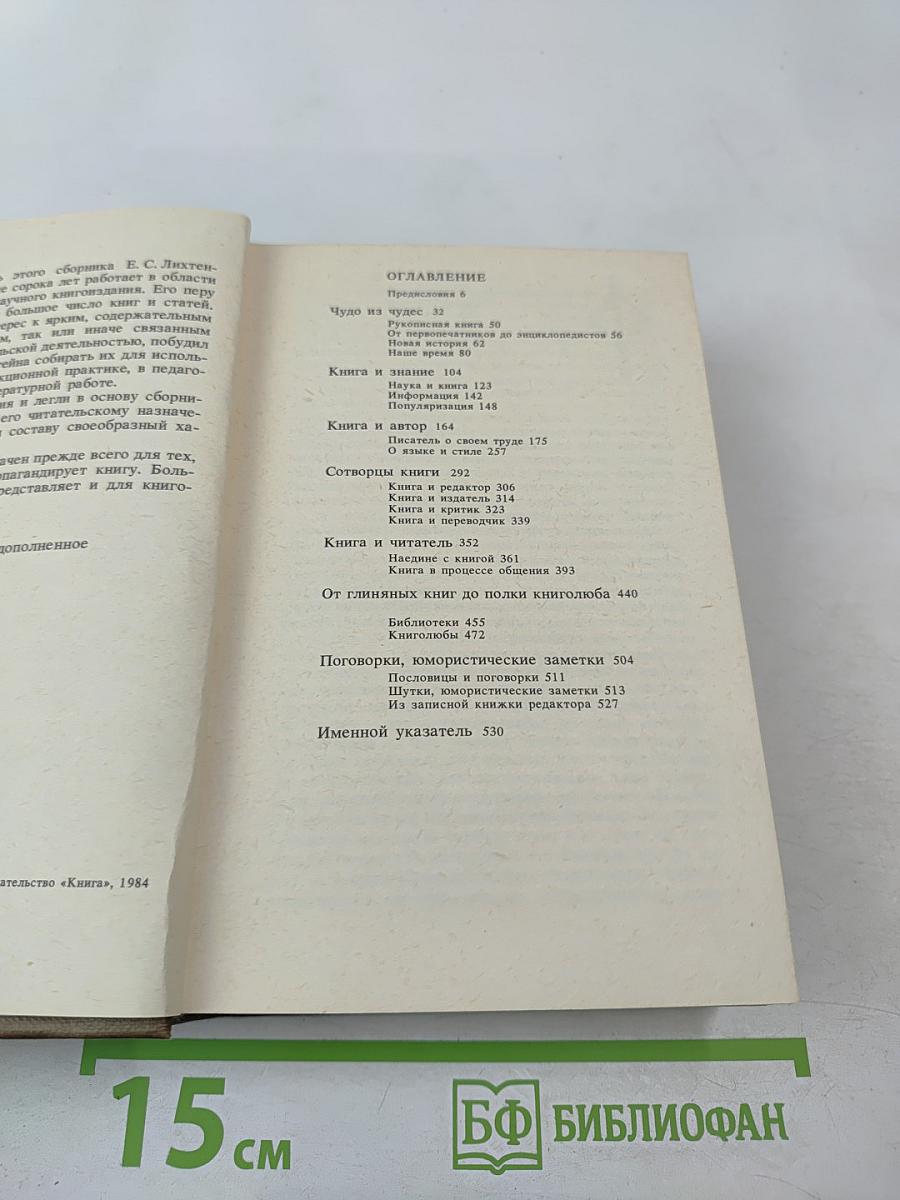 этого сборника Е. С. Лихтен-
сорока лет работает в области
научного книгоиздания. Его перу
большое число книг и статей.
ерес к ярким, содержательным
м, так или иначе связанным
льской деятельностью, побудил
тейна собирать их для исполь-
кционной практике, в педаго-
ературной работе.
ия и легли в основу сборни-
его читательскому назначе-
составу своеобразный ха-
ачен прежде всего для тех,
опагандирует книгу. Боль-
редставляет и для книго-
дополненное
ательство «Книга», 1984
ОГЛАВЛЕНИЕ
Предисловия 6
Чудо из чудес 32
Рукописная книга 50
От первопечатников до энциклопедистов 56
Новая история 62
Наше время 80
Книга и знание 104
Наука и книга 123
Информация 142
Популяризация 148
Книга и автор 164
Писатель о своем труде 175
О языке и стиле 257
Сотворцы книги 292
Книга и редактор 306
Книга и издатель 314
Книга и критик 323
Книга и переводчик 339
Книга и читатель 352
Наедине с книгой 361
Книга в процессе общения 393
От глиняных книг до полки книголюба 440
Библиотеки 455
Книголюбы 472
Поговорки, юмористические заметки 504
Пословицы и поговорки 511
Шутки, юмористические заметки 513
Из записной книжки редактора 527
Именной указатель 530
15 см
БФ БИБЛИОФАН